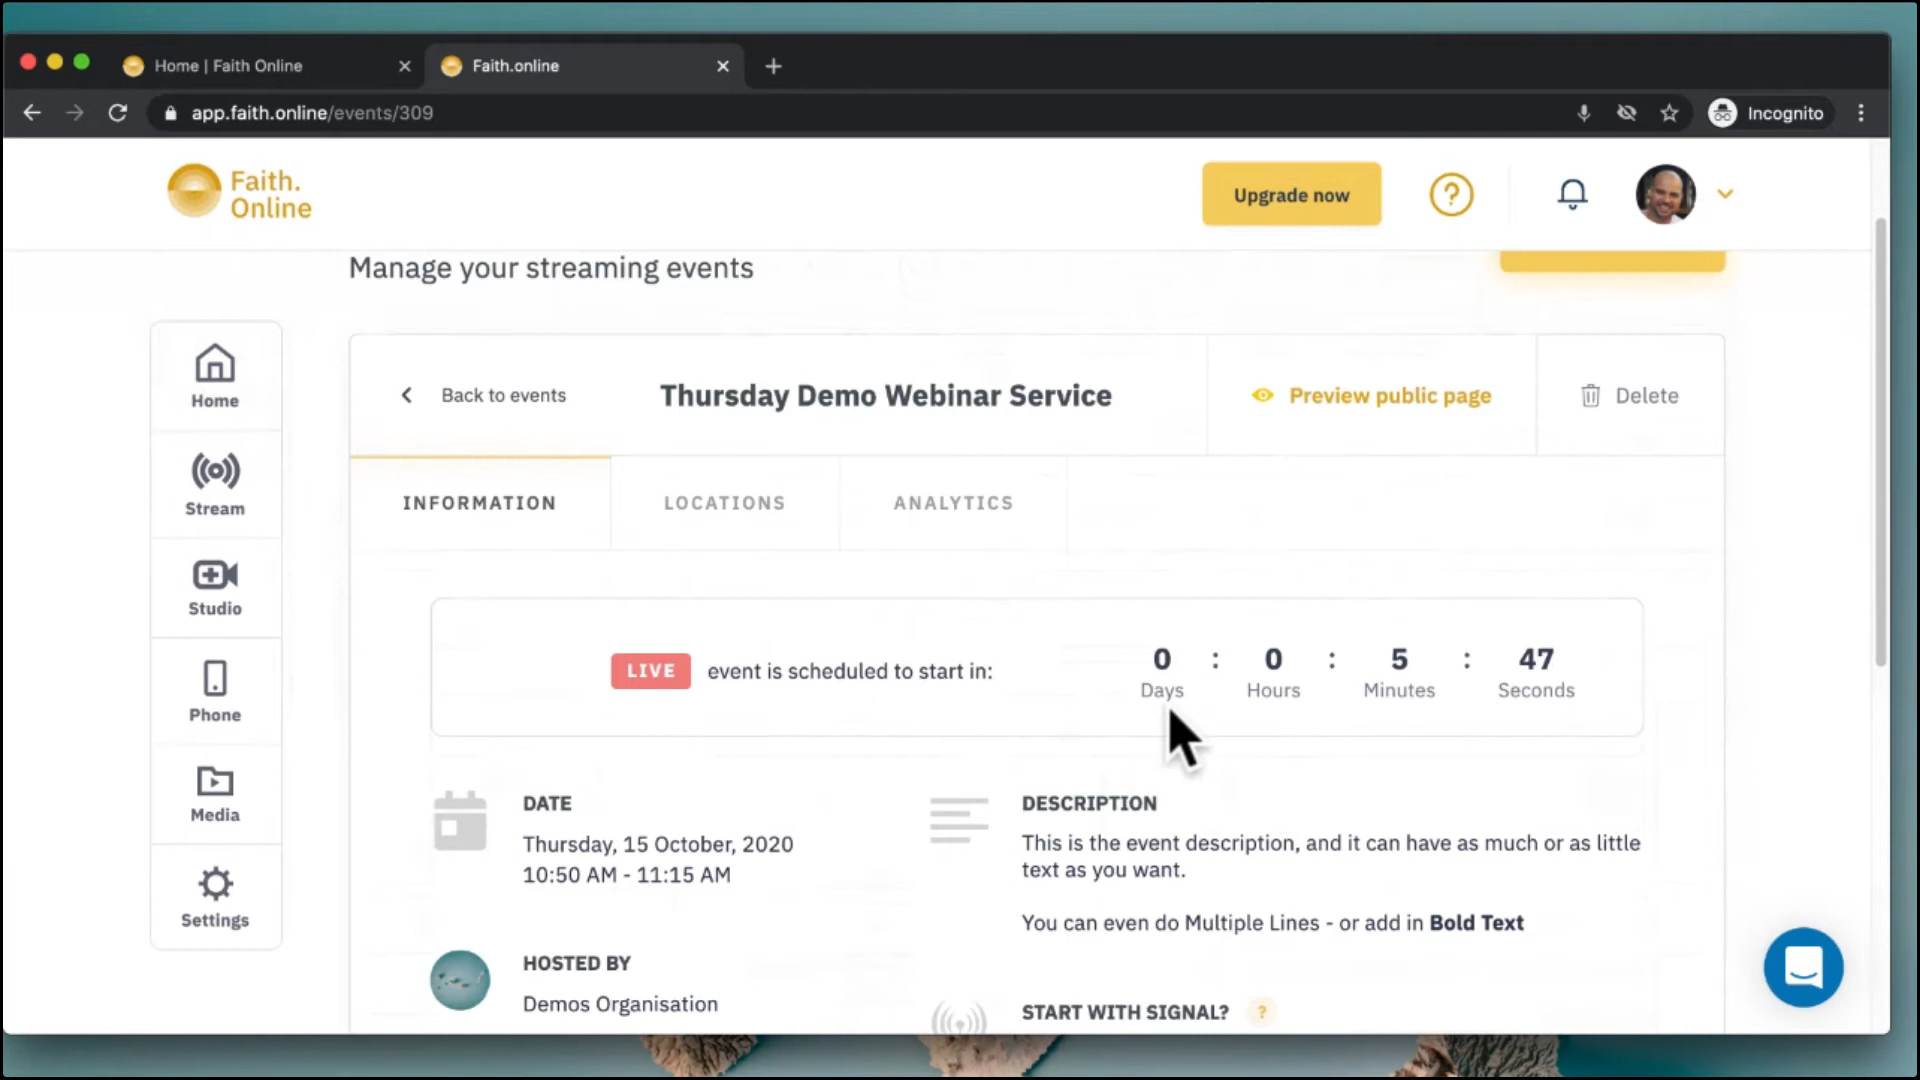 Home | Faith Online
Faith.online
app.faith.online/events/309
Incognito
Faith.
Online
Upgrade now
?
Manage your streaming events
Home
Stream
Studio
Phone
Media
Settings
Back to events
Thursday Demo Webinar Service
Preview public page
Delete
INFORMATION
LOCATIONS
ANALYTICS
LIVE event is scheduled to start in:
0 : 0 : 5 : 47
Days Hours Minutes Seconds
DATE
Thursday, 15 October, 2020
10:50 AM - 11:15 AM
DESCRIPTION
This is the event description, and it can have as much or as little
text as you want.
You can even do Multiple Lines - or add in Bold Text
HOSTED BY
Demos Organisation
START WITH SIGNAL? ?